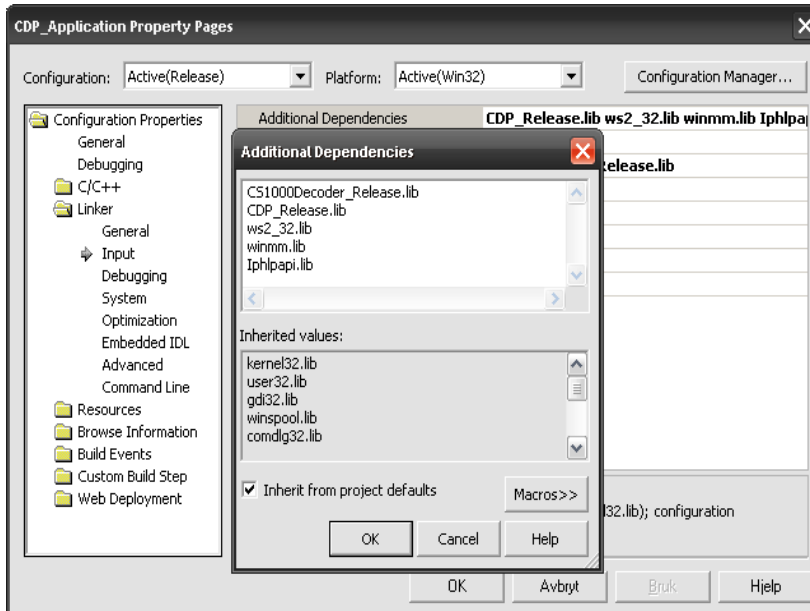 CDP_Application Property Pages
Configuration: Active(Release) Platform: Active(Win32) Configuration Manager...
Configuration Properties
General
Debugging
C/C++
Linker
General
Input
Debugging
System
Optimization
Embedded IDL
Advanced
Command Line
Resources
Browse Information
Build Events
Custom Build Step
Web Deployment
Additional Dependencies CDP_Release.lib ws2_32.lib winmm.lib Iphlpap
Release.lib
Additional Dependencies
CS1000Decoder_Release.lib
CDP_Release.lib
ws2_32.lib
winmm.lib
Iphlpapi.lib
Inherited values:
kernel32.lib
user32.lib
gdi32.lib
winspool.lib
comdlg32.lib
Inherit from project defaults
Macros>>
OK Cancel Help
l32.lib); configuration
OK Avbryt Bruk Hjelp